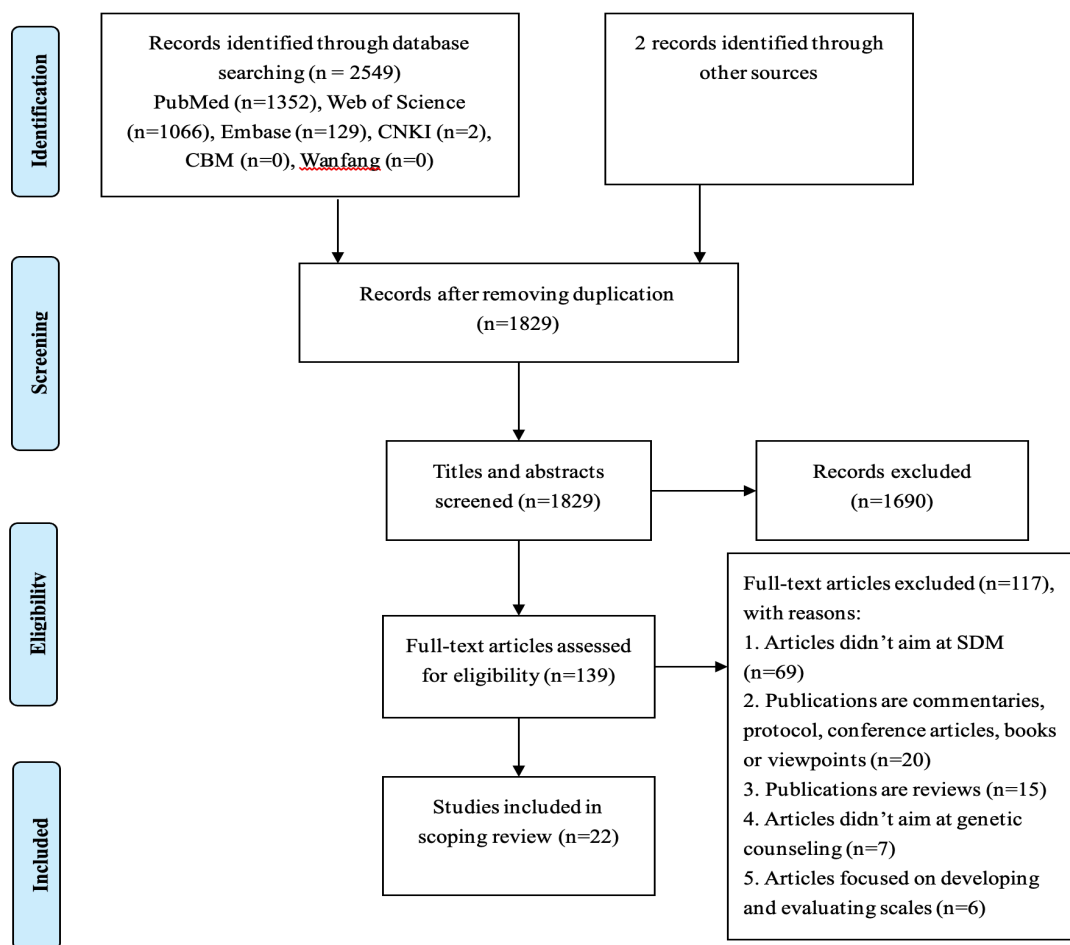 Identification
Records identified through database
searching (n = 2549)
PubMed (n=1352), Web of Science
(n=1066), Embase (n=129), CNKI (n=2),
CBM (n=0), Wanfang (n=0)
2 records identified through
other sources
Screening
Records after removing duplication
(n=1829)
Titles and abstracts
screened (n=1829)
Records excluded
(n=1690)
Eligibility
Full-text articles assessed
for eligibility (n=139)
Full-text articles excluded (n=117),
with reasons:
1. Articles didn’t aim at SDM
(n=69)
2. Publications are commentaries,
protocol, conference articles, books
or viewpoints (n=20)
3. Publications are reviews (n=15)
4. Articles didn’t aim at genetic
counseling (n=7)
5. Articles focused on developing
and evaluating scales (n=6)
Included
Studies included in
scoping review (n=22)